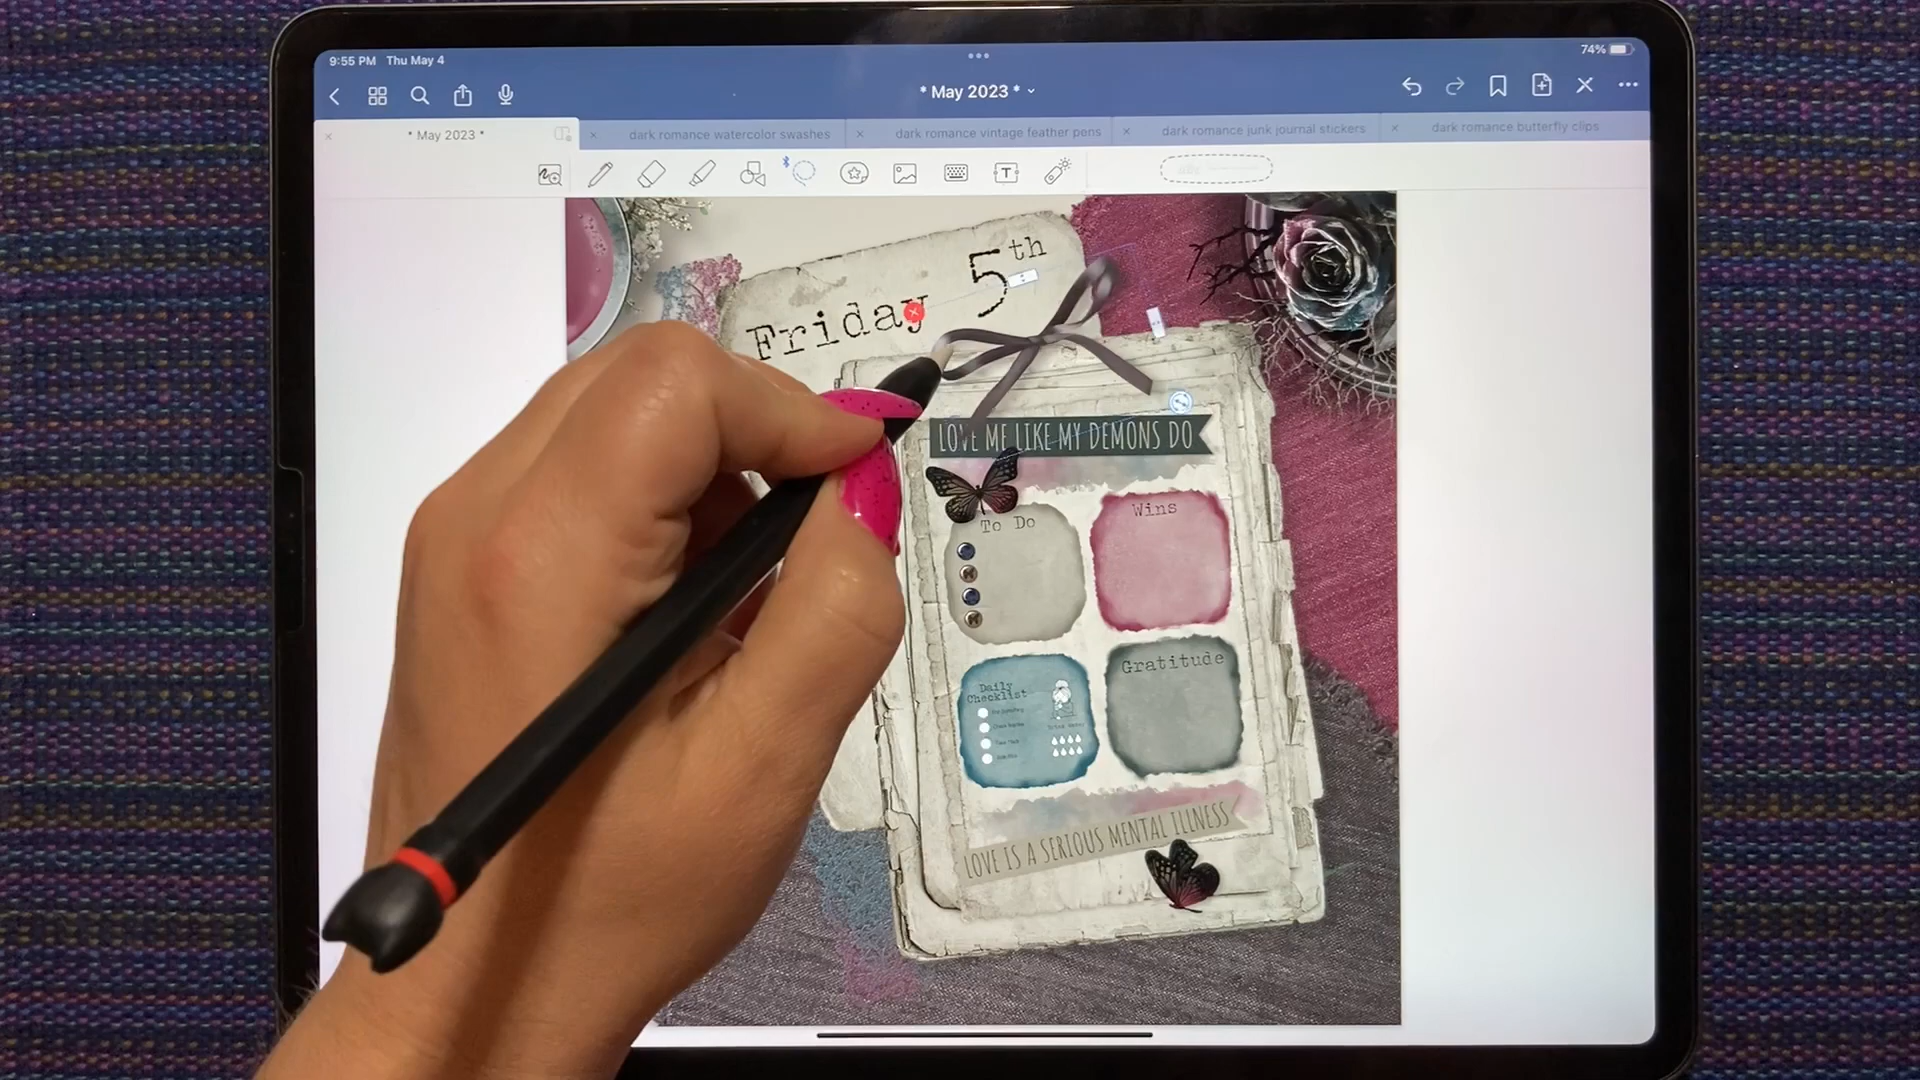 9:55 PM Thu May 4
74%
* May 2023 *
* May 2023 *
dark romance watercolor swashes
dark romance vintage feather pens
dark romance junk journal stickers
dark romance butterfly clips
T
Friday 5th
LOVE ME LIKE MY DEMONS DO
To Do
Wins
Daily
Checklist
Gratitude
LOVE IS A SERIOUS MENTAL ILLNESS